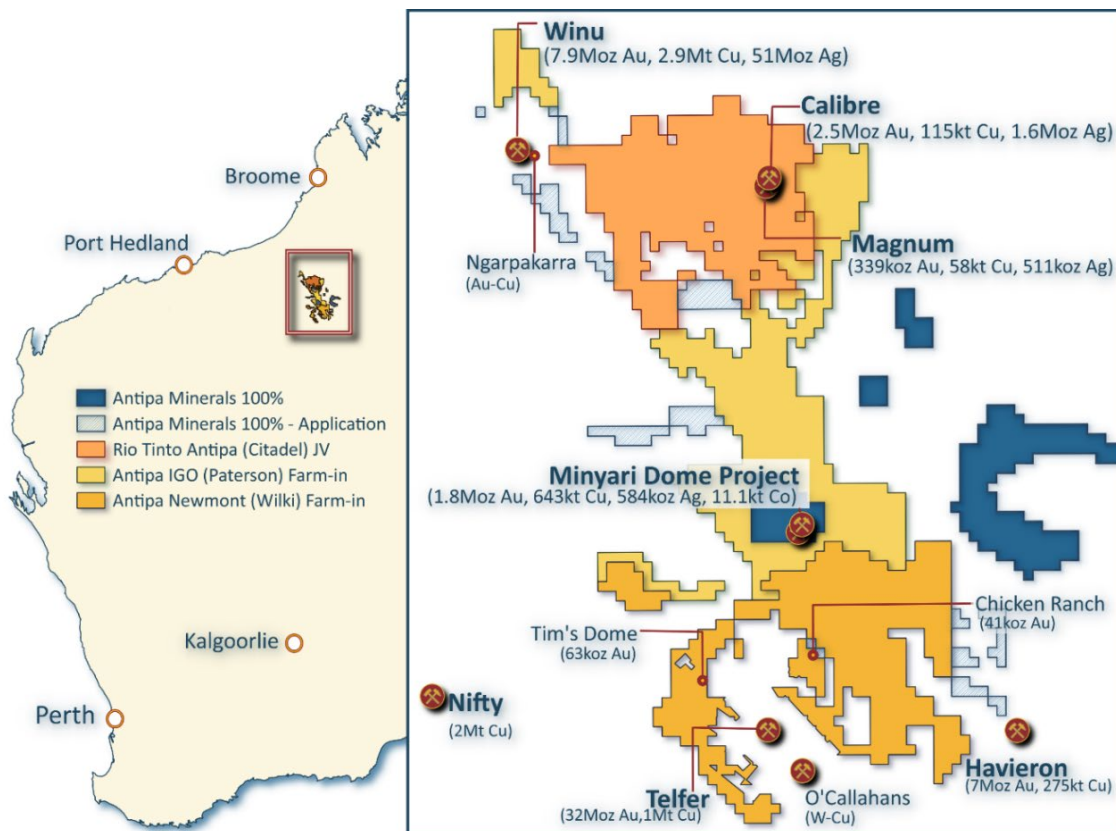 Broome
Port Hedland
Kalgoorlie
Perth
Antipa Minerals 100%
Antipa Minerals 100% - Application
Rio Tinto Antipa (Citadel) JV
Antipa IGO (Paterson) Farm-in
Antipa Newmont (Wilki) Farm-in
Winu
(7.9Moz Au, 2.9Mt Cu, 51Moz Ag)
Calibre
(2.5Moz Au, 115kt Cu, 1.6Moz Ag)
Ngarpakarra
(Au-Cu)
Magnum
(339koz Au, 58kt Cu, 511koz Ag)
Minyari Dome Project
(1.8Moz Au, 643kt Cu, 584koz Ag, 11.1kt Co)
Chicken Ranch
(41koz Au)
Tim's Dome
(63koz Au)
Nifty
(2Mt Cu)
Telfer
(32Moz Au,1Mt Cu)
O'Callahans
(W-Cu)
Havieron
(7Moz Au, 275kt Cu)